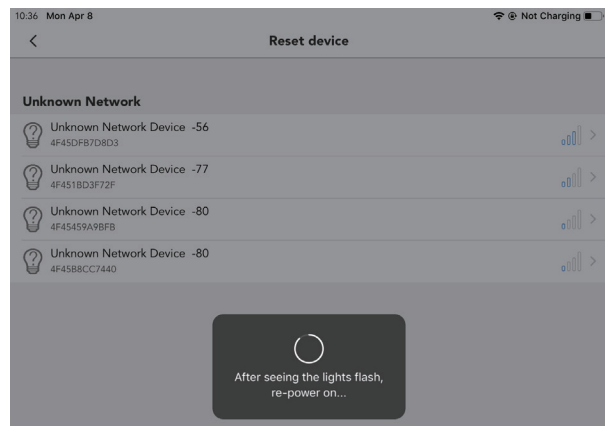 10:36 Mon Apr 8
Not Charging
Reset device
Unknown Network
Unknown Network Device -56
4F45DFB7D8D3
Unknown Network Device -77
4F451BD3F72F
Unknown Network Device -80
4F45459A9BFB
Unknown Network Device -80
4F45B8CC7440
After seeing the lights flash,
re-power on...